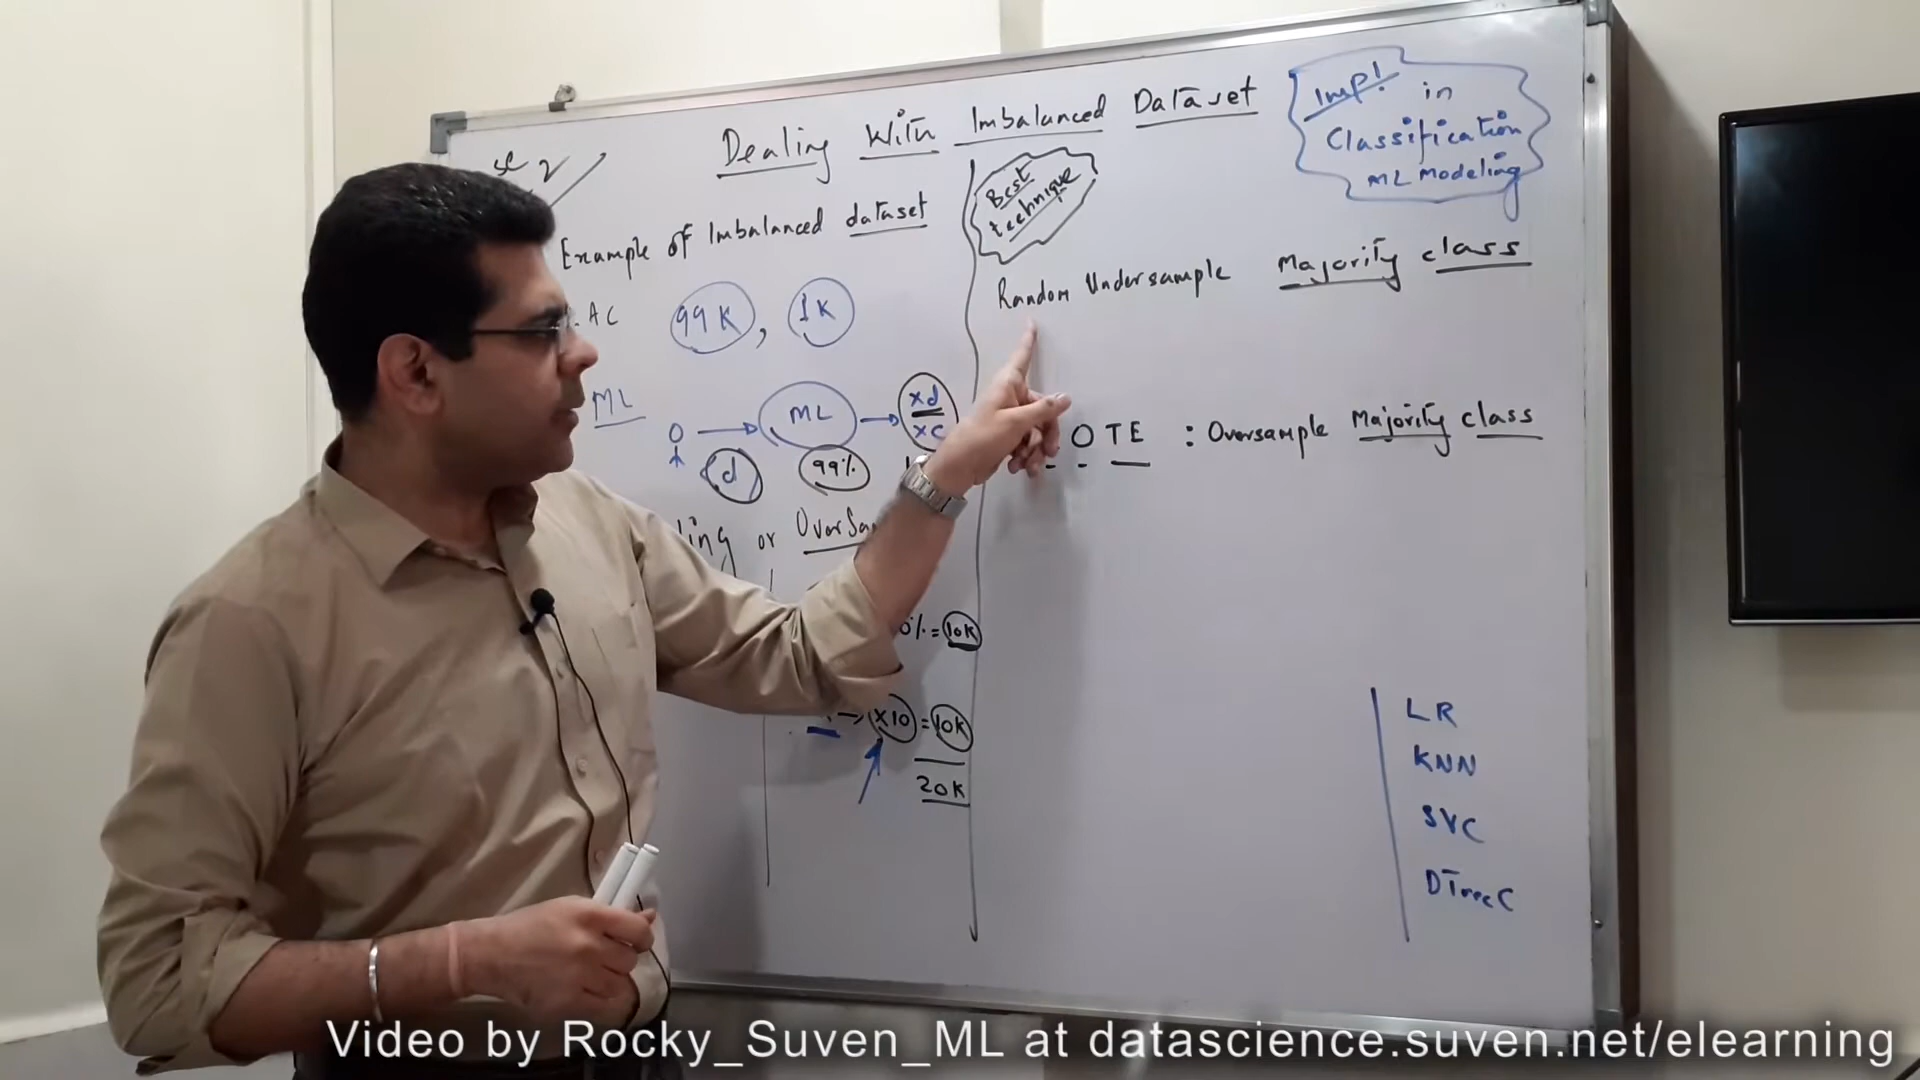 Dealing With Imbalanced Dataset
Imp! in
Classification
ML Modeling
Example of Imbalanced dataset
AC 99K, 1K
ML
ML
xd
xc
d 99%
ling or OverSa
0% = 10K
x10 = 10K
20K
Best
technique
Random Undersample Majority class
OTE : Oversample Majority class
LR
KNN
SVC
DTreeC
Video by Rocky_Suven_ML at datascience.suven.net/elearning